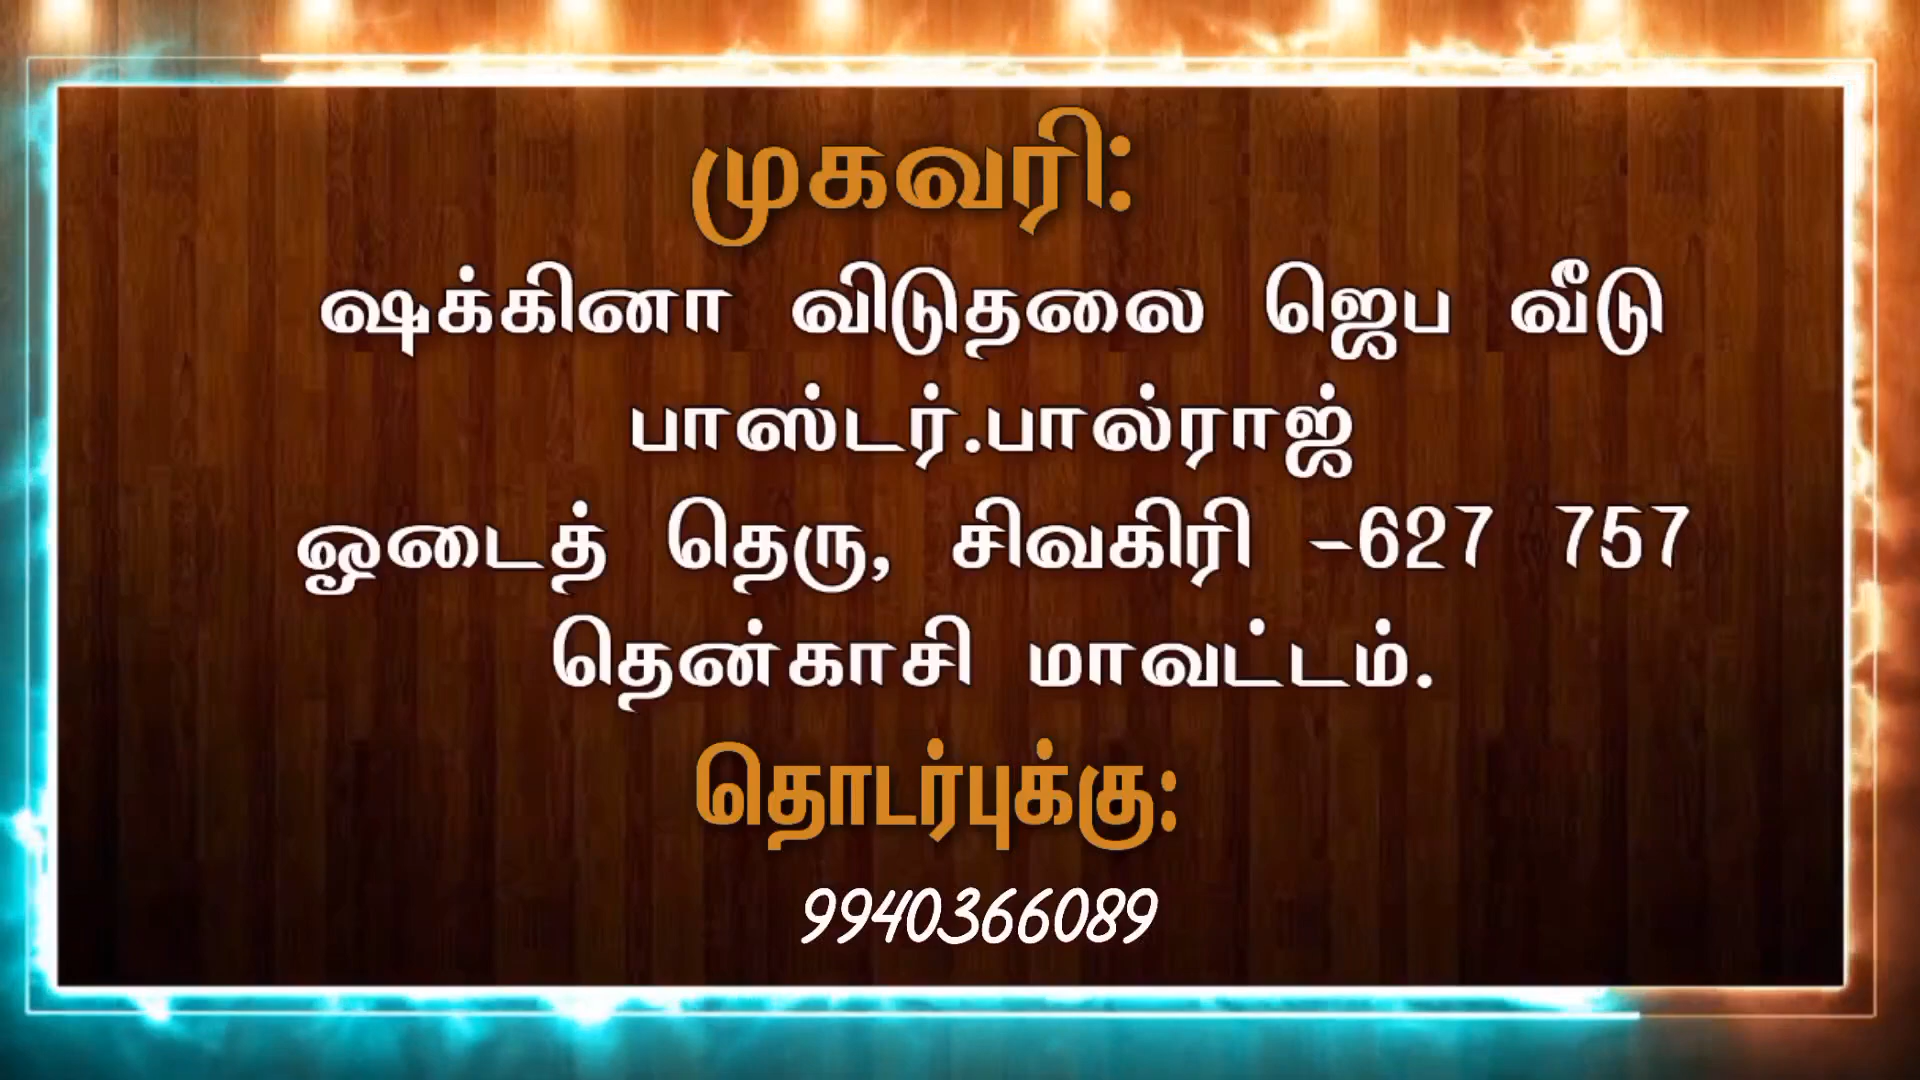 முகவரி:
ஷக்கினா விடுதலை ஜெப வீடு
பாஸ்டர்.பால்ராஜ்
ஓடைத் தெரு, சிவகிரி -627 757
தென்காசி மாவட்டம்.
தொடர்புக்கு:
9940366089